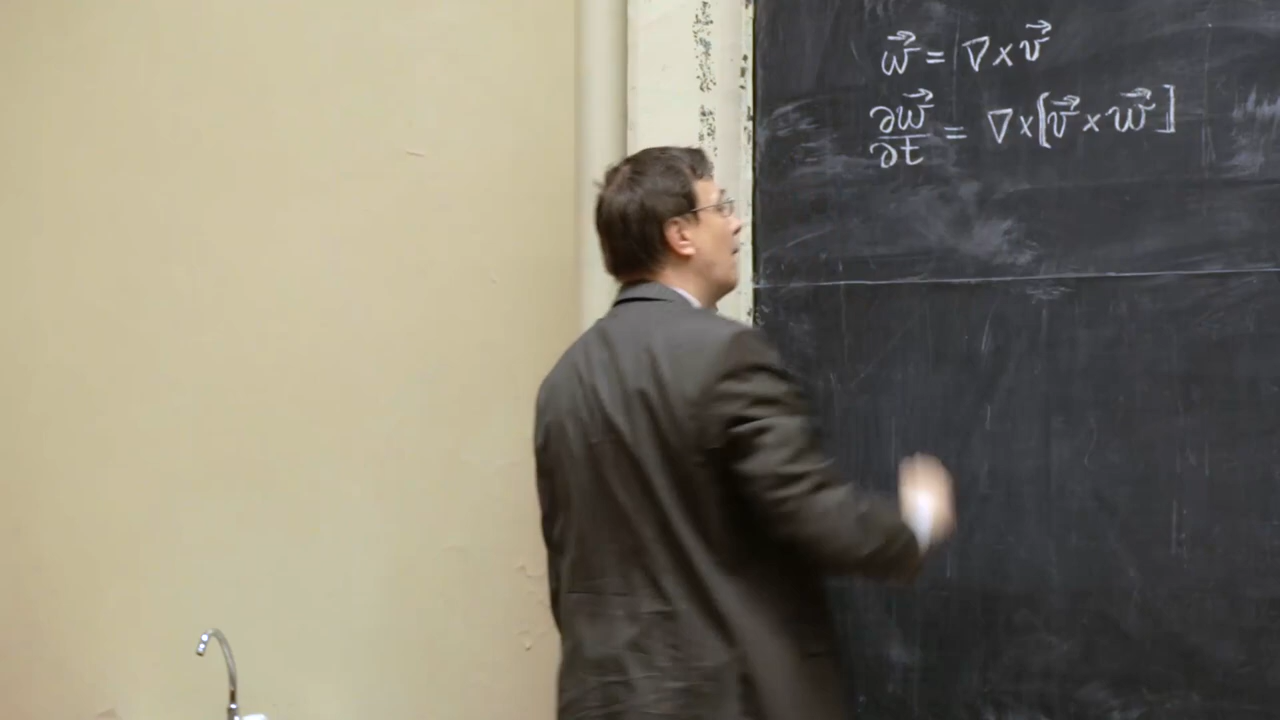 w⃗ = ∇×v⃗
∂w⃗/∂t = ∇×[v⃗×w⃗]